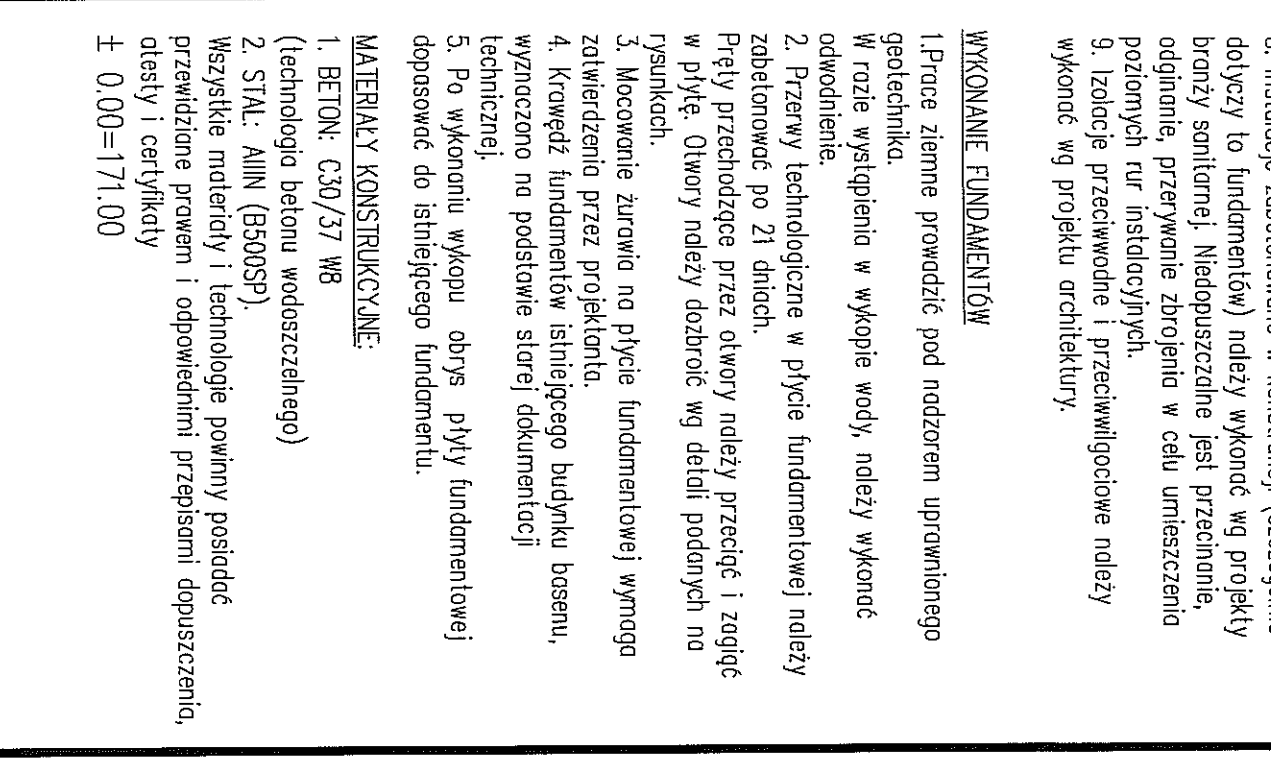 dotyczy to fundamentów) należy wykonać wg projekty
branży sanitarnej. Niedopuszczalne jest przecinanie,
odginanie, przerywanie zbrojenia w celu umieszczenia
poziomych rur instalacyjnych.
9. Izolacje przeciwwodne i przeciwwilgociowe należy
wykonać wg projektu architektury.
WYKONANIE FUNDAMENTÓW
1.Prace ziemne prowadzić pod nadzorem uprawnionego
geotechnika.
W razie wystąpienia w wykopie wody, należy wykonać
odwodnienie.
2. Przerwy technologiczne w płycie fundamentowej należy
zabetonować po 21 dniach.
Pręty przechodzące przez otwory należy przeciąć i zagiąć
w płytę. Otwory należy dozbroić wg detali podanych na
rysunkach.
3. Mocowanie żurawia na płycie fundamentowej wymaga
zatwierdzenia przez projektanta.
4. Krawędź fundamentów istniejącego budynku basenu,
wyznaczono na podstawie starej dokumentacji
technicznej.
5. Po wykonaniu wykopu obrys płyty fundamentowej
dopasować do istniejącego fundamentu.
MATERIAŁY KONSTRUKCYJNE:
1. BETON: C30/37 W8
(technologia betonu wodoszczelnego)
2. STAL: AIIIN (B500SP).
Wszystkie materiały i technologie powinny posiadać
przewidziane prawem i odpowiednimi przepisami dopuszczenia,
atesty i certyfikaty
± 0.00=171.00